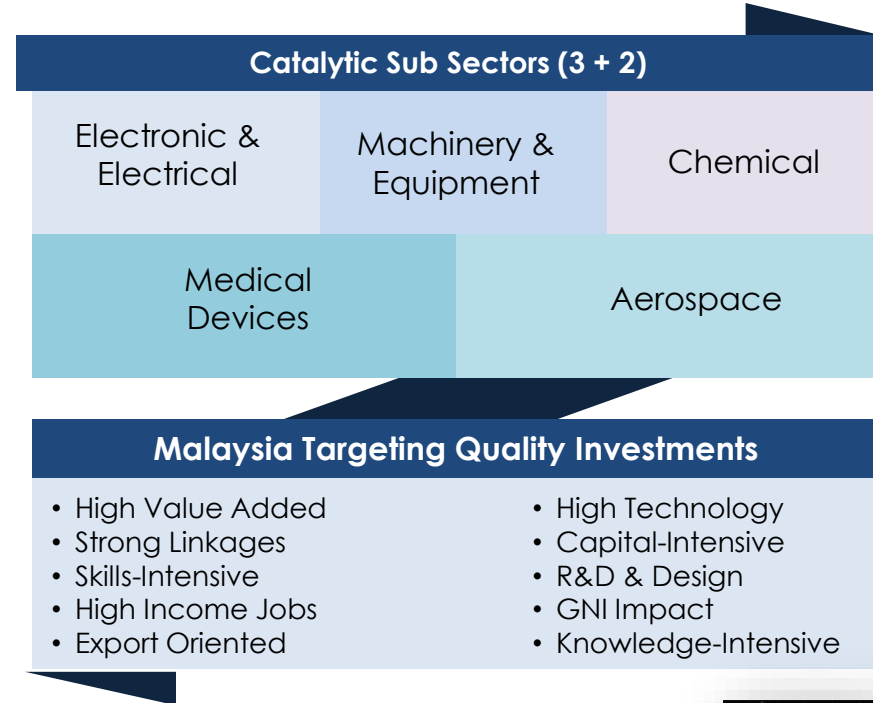 Catalytic Sub Sectors (3 + 2)
Electronic &
Electrical
Machinery &
Equipment
Chemical
Medical
Devices
Aerospace
Malaysia Targeting Quality Investments
• High Value Added
• Strong Linkages
• Skills-Intensive
• High Income Jobs
• Export Oriented
• High Technology
• Capital-Intensive
• R&D & Design
• GNI Impact
• Knowledge-Intensive